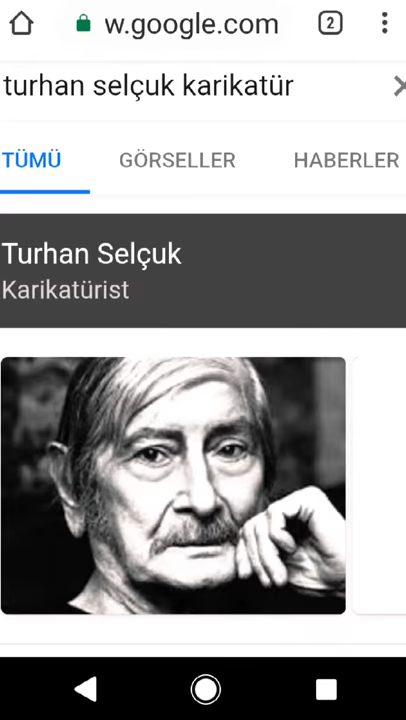 w.google.com
2
turhan selçuk karikatür
TÜMÜ GÖRSELLER HABERLER
Turhan Selçuk
Karikatürist